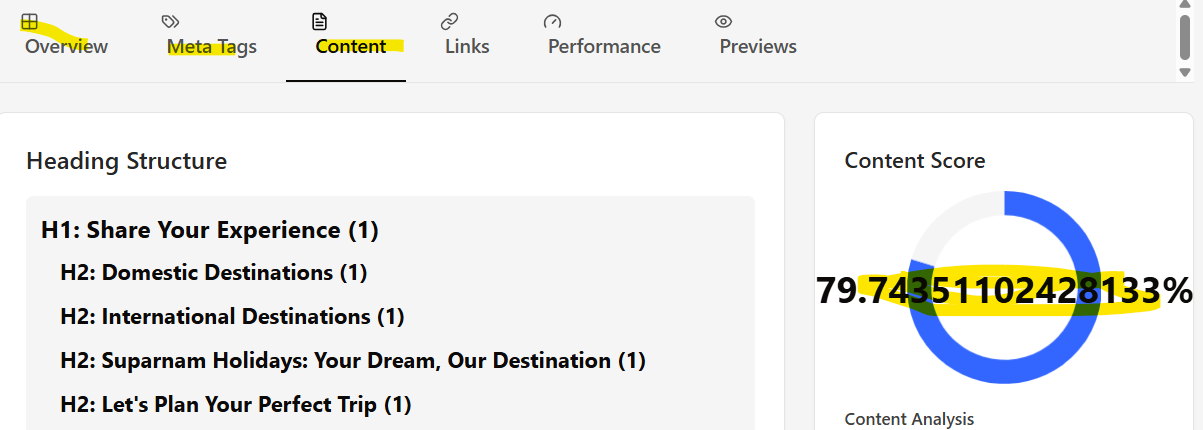 Overview Meta Tags Content Links Performance Previews
Heading Structure
H1: Share Your Experience (1)
H2: Domestic Destinations (1)
H2: International Destinations (1)
H2: Suparnam Holidays: Your Dream, Our Destination (1)
H2: Let's Plan Your Perfect Trip (1)
Content Score
79.74351102428133%
Content Analysis